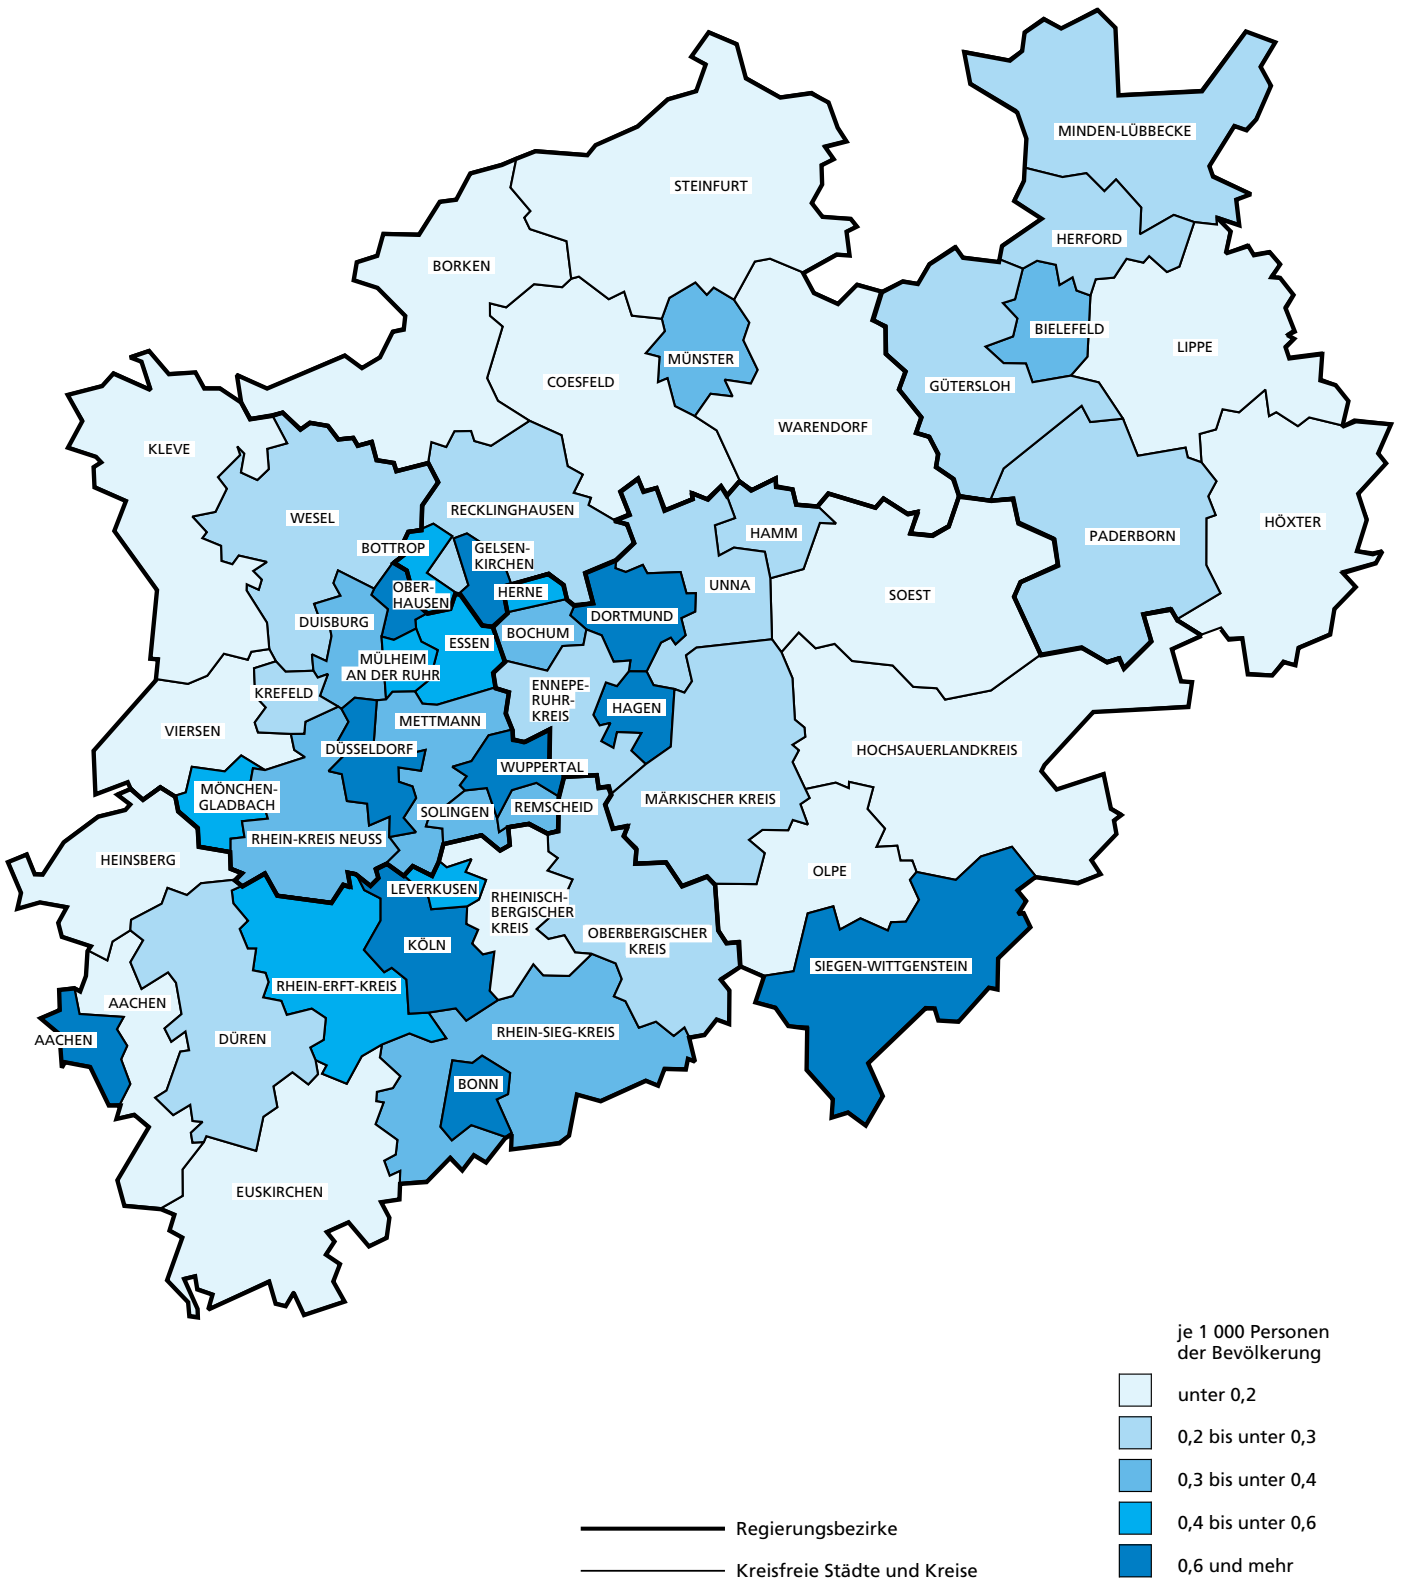 MINDEN-LÜBBECKE
STEINFURT
HERFORD
BORKEN
BIELEFELD
LIPPE
MÜNSTER
COESFELD
GÜTERSLOH
WARENDORF
KLEVE
RECKLINGHAUSEN
WESEL
HÖXTER
HAMM
PADERBORN
BOTTROP
GELSEN-
KIRCHEN
UNNA
OBER-
HAUSEN
HERNE
SOEST
DORTMUND
DUISBURG
BOCHUM
ESSEN
MÜLHEIM
AN DER RUHR
ENNEPE-
RUHR-
KREIS
KREFELD
HAGEN
METTMANN
VIERSEN
DÜSSELDORF
HOCHSAUERLANDKREIS
WUPPERTAL
MÖNCHEN-
GLADBACH
MÄRKISCHER KREIS
REMSCHEID
SOLINGEN
RHEIN-KREIS NEUSS
HEINSBERG
OLPE
LEVERKUSEN
RHEINISCH-
BERGISCHER
KREIS
OBERBERGISCHER
KREIS
KÖLN
SIEGEN-WITTGENSTEIN
RHEIN-ERFT-KREIS
AACHEN
RHEIN-SIEG-KREIS
AACHEN
DÜREN
BONN
EUSKIRCHEN
je 1 000 Personen
der Bevölkerung
unter 0,2
0,2 bis unter 0,3
0,3 bis unter 0,4
0,4 bis unter 0,6
0,6 und mehr
Regierungsbezirke
Kreisfreie Städte und Kreise